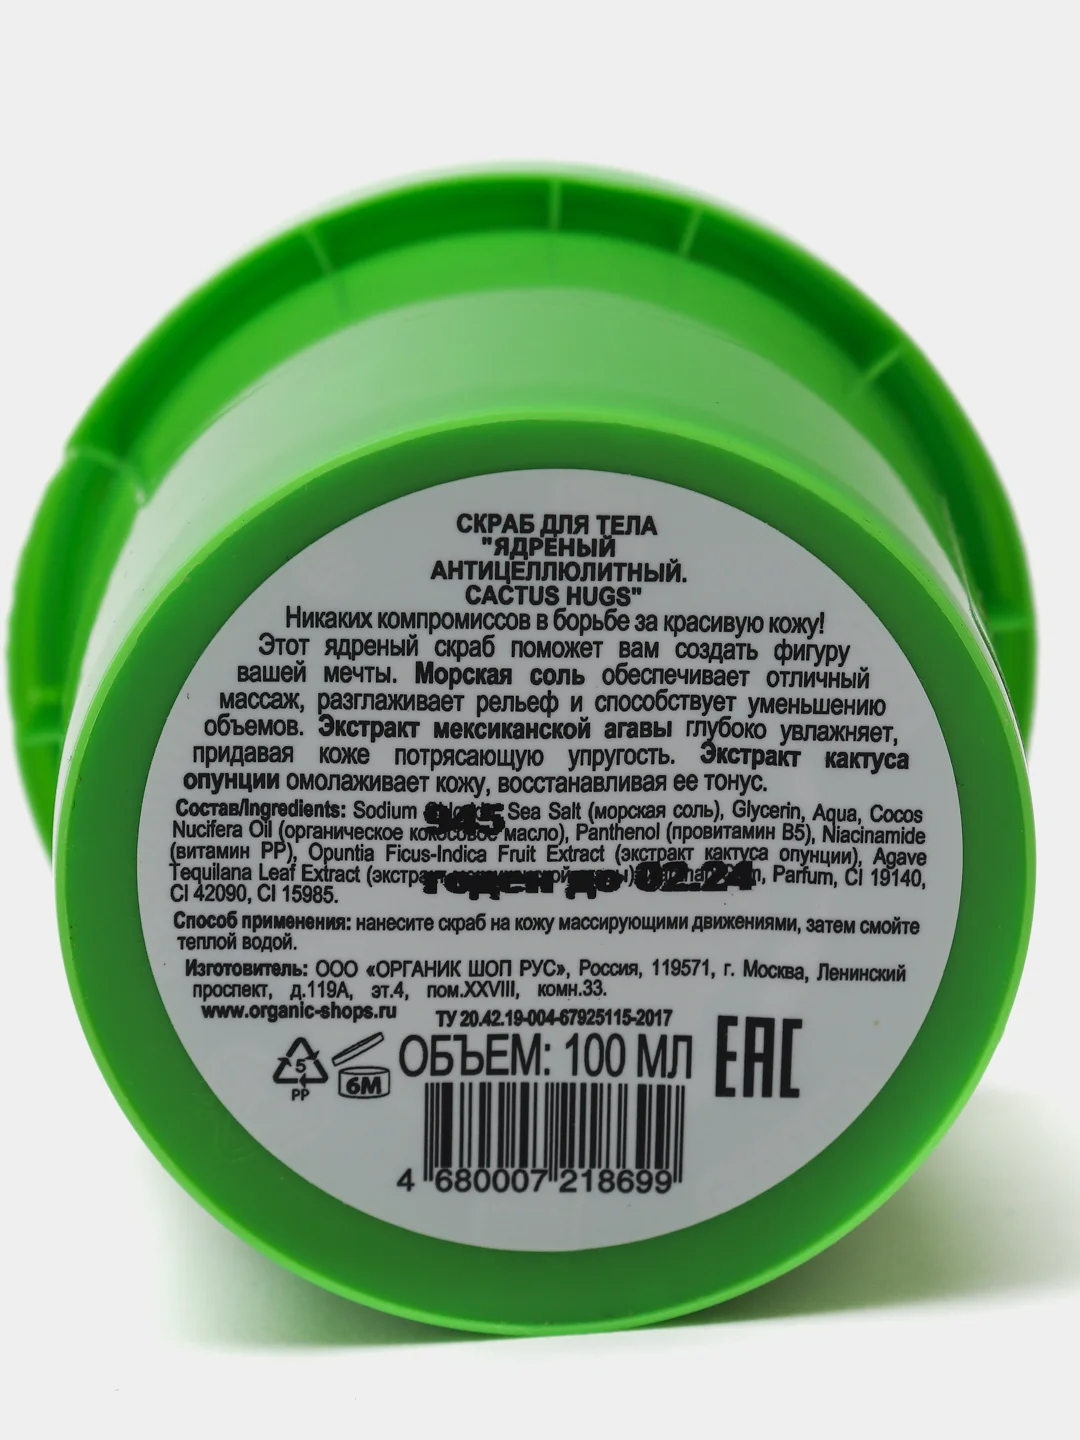 СКРАБ ДЛЯ ТЕЛА
"ЯДРЕНЫЙ
АНТИЦЕЛЛЮЛИТНЫЙ.
CACTUS HUGS"
Никаких компромиссов в борьбе за красивую кожу!
Этот ядреный скраб поможет вам создать фигуру
вашей мечты. Морская соль обеспечивает отличный
массаж, разглаживает рельеф и способствует уменьшению
объемов. Экстракт мексиканской агавы глубоко увлажняет,
придавая коже потрясающую упругость. Экстракт кактуса
опунции омолаживает кожу, восстанавливая ее тонус.
Состав/Ingredients: Sodium Sea Salt (морская соль), Glycerin, Aqua, Cocos
945
Nucifera Oil (органическое кокосовое масло), Panthenol (провитамин B5), Niacinamide
(витамин PP), Opuntia Ficus-Indica Fruit Extract (экстракт кактуса опунции), Agave
Tequilana Leaf Extract Parfum, CI 19140,
годен до 02.24
CI 42090, CI 15985.
Способ применения: нанесите скраб на кожу массирующими движениями, затем смойте
теплой водой.
Изготовитель: ООО «ОРГАНИК ШОП РУС», Россия, 119571, г. Москва, Ленинский
проспект, д.119А, эт.4, пом.XXVIII, комн.33.
www.organic-shops.ru
ТУ 20.42.19-004-67925115-2017
5
PP
6M
ОБЪЕМ: 100 МЛ
EAC
4 680007 218699